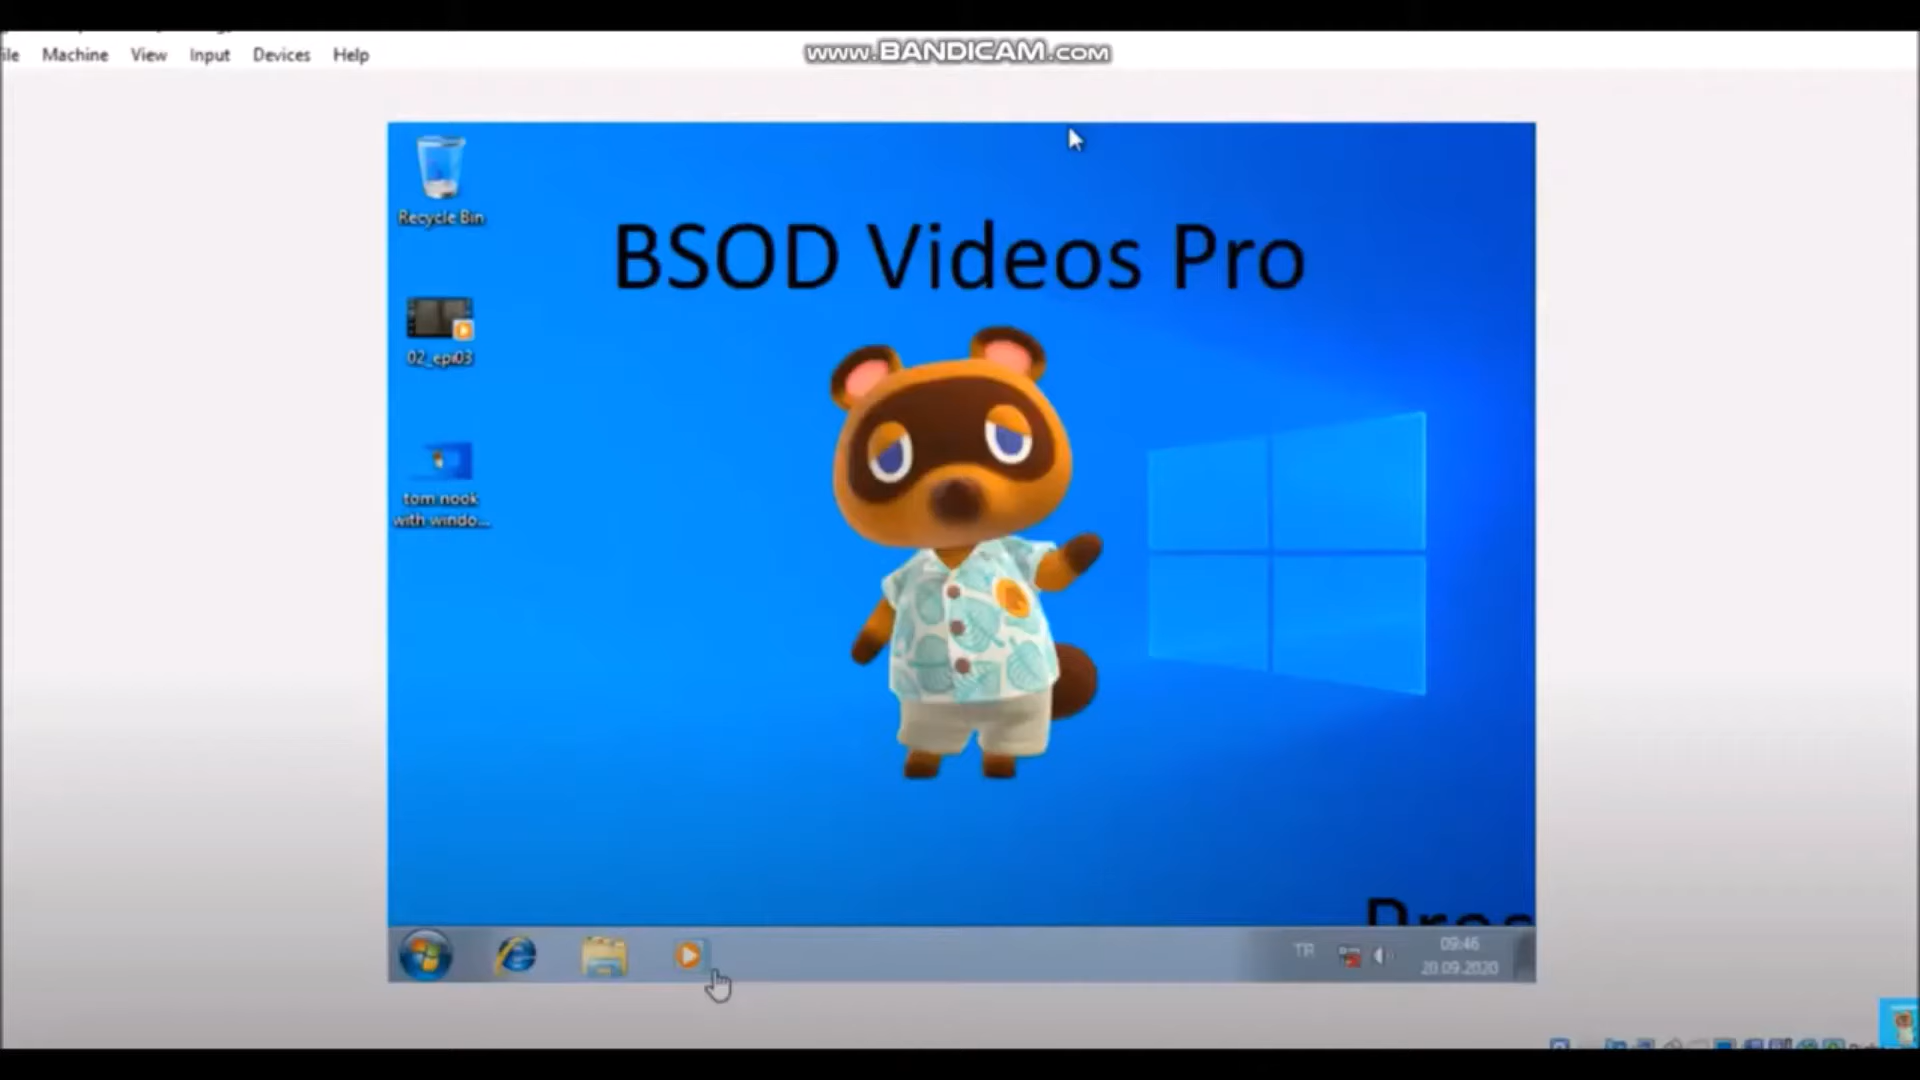 www.BANDICAM.com
ile Machine View Input Devices Help
Recycle Bin
BSOD Videos Pro
02_epi03
tom nook
with windo...
TR
09:46
20.09.2020